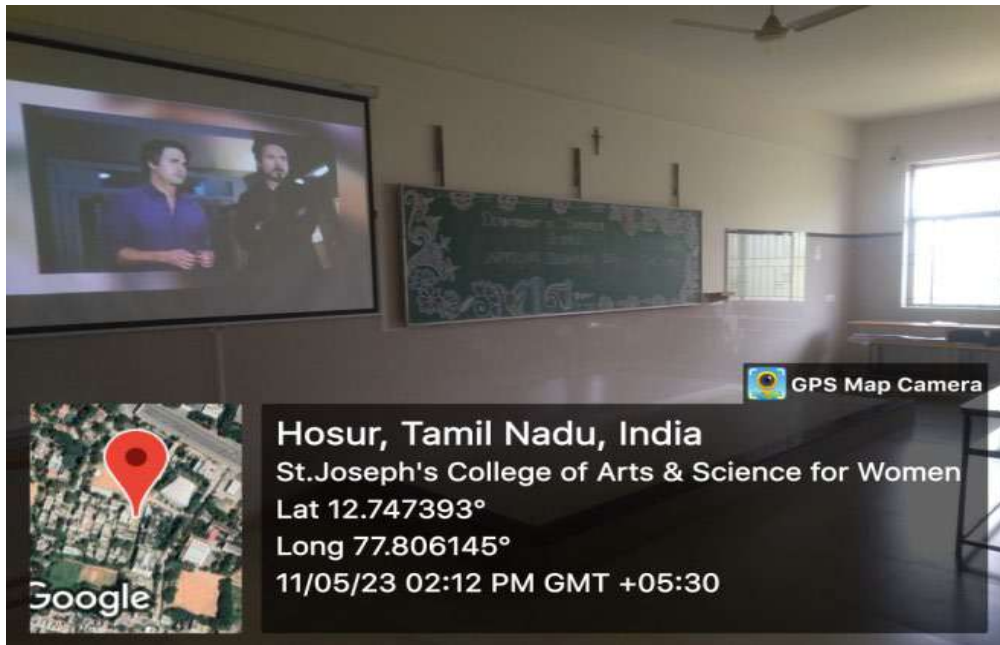 GPS Map Camera
Hosur, Tamil Nadu, India
St.Joseph's College of Arts & Science for Women
Lat 12.747393°
Long 77.806145°
11/05/23 02:12 PM GMT +05:30
Google